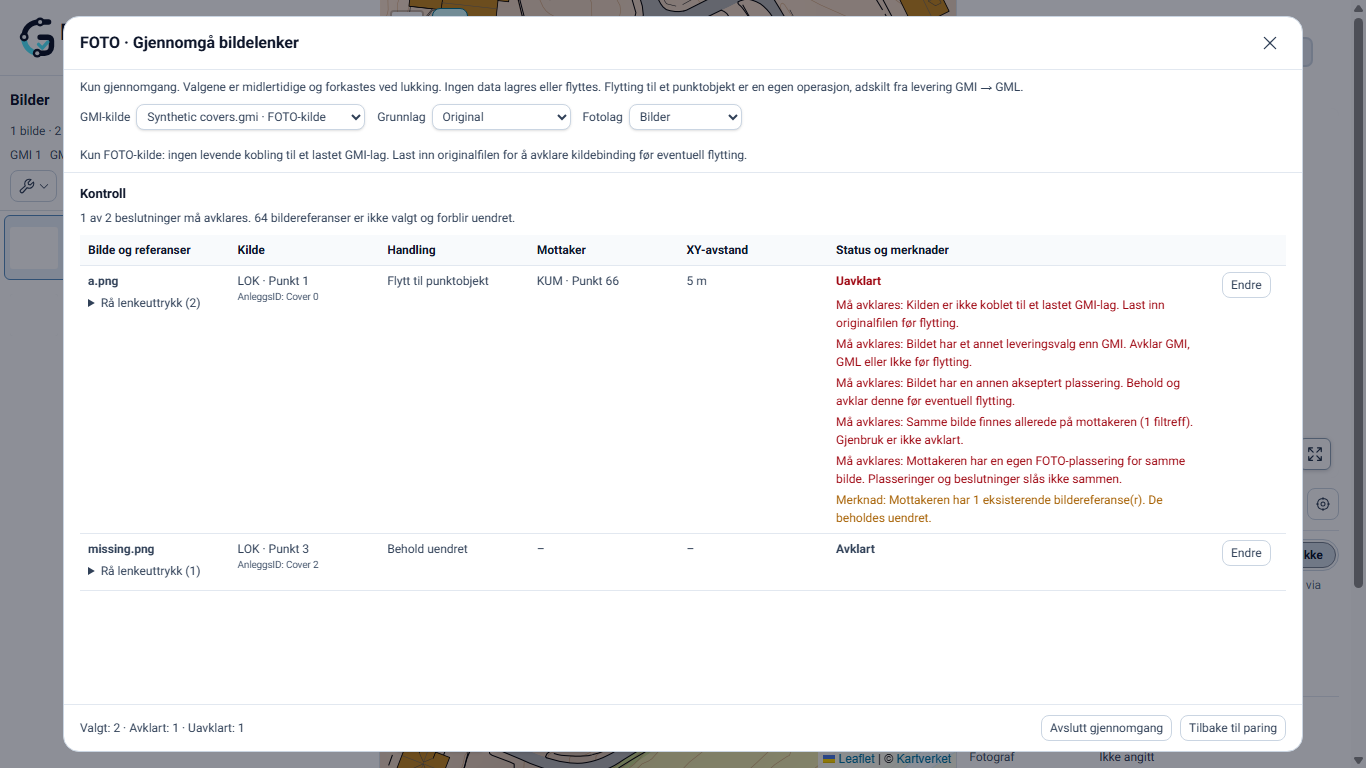 FOTO · Gjennomgå bildelenker
Kun gjennomgang. Valgene er midlertidige og forkastes ved lukking. Ingen data lagres eller flyttes. Flytting til et punktobjekt er en egen operasjon, adskilt fra levering GMI → GML.
GMI-kilde Synthetic covers.gmi · FOTO-kilde Grunnlag Original Fotolag Bilder
Kun FOTO-kilde: ingen levende kobling til et lastet GMI-lag. Last inn originalfilen for å avklare kildebinding før eventuell flytting.
Kontroll
1 av 2 beslutninger må avklares. 64 bildereferanser er ikke valgt og forblir uendret.
Bilde og referanser Kilde Handling Mottaker XY-avstand Status og merknader
a.png LOK · Punkt 1 Flytt til punktobjekt KUM · Punkt 66 5 m Uavklart Endre
AnleggsID: Cover 0
▶ Rå lenkeuttrykk (2)
Må avklares: Kilden er ikke koblet til et lastet GMI-lag. Last inn
originalfilen før flytting.
Må avklares: Bildet har et annet leveringsvalg enn GMI. Avklar GMI,
GML eller Ikke før flytting.
Må avklares: Bildet har en annen akseptert plassering. Behold og
avklar denne før eventuell flytting.
Må avklares: Samme bilde finnes allerede på mottakeren (1 filtreff).
Gjenbruk er ikke avklart.
Må avklares: Mottakeren har en egen FOTO-plassering for samme
bilde. Plasseringer og beslutninger slås ikke sammen.
Merknad: Mottakeren har 1 eksisterende bildereferanse(r). De
beholdes uendret.
missing.png LOK · Punkt 3 Behold uendret – – Avklart Endre
AnleggsID: Cover 2
▶ Rå lenkeuttrykk (1)
Valgt: 2 · Avklart: 1 · Uavklart: 1
Avslutt gjennomgang Tilbake til paring
Bilder
1 bilde · 2
GMI 1
via
Leaflet | © Kartverket
Fotograf Ikke angitt